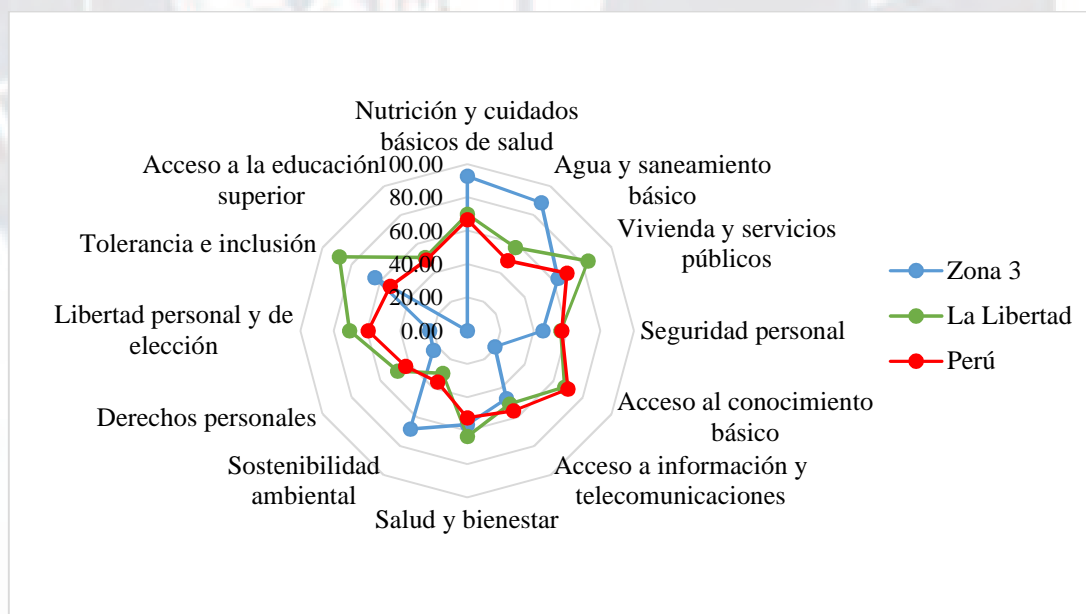 Nutrición y cuidados
básicos de salud
Acceso a la educación
superior
100.00
80.00
60.00
40.00
20.00
0.00
Agua y saneamiento
básico
Tolerancia e inclusión
Vivienda y servicios
públicos
Libertad personal y de
elección
Seguridad personal
Derechos personales
Acceso al conocimiento
básico
Sostenibilidad
ambiental
Acceso a información y
telecomunicaciones
Salud y bienestar
Zona 3
La Libertad
Perú